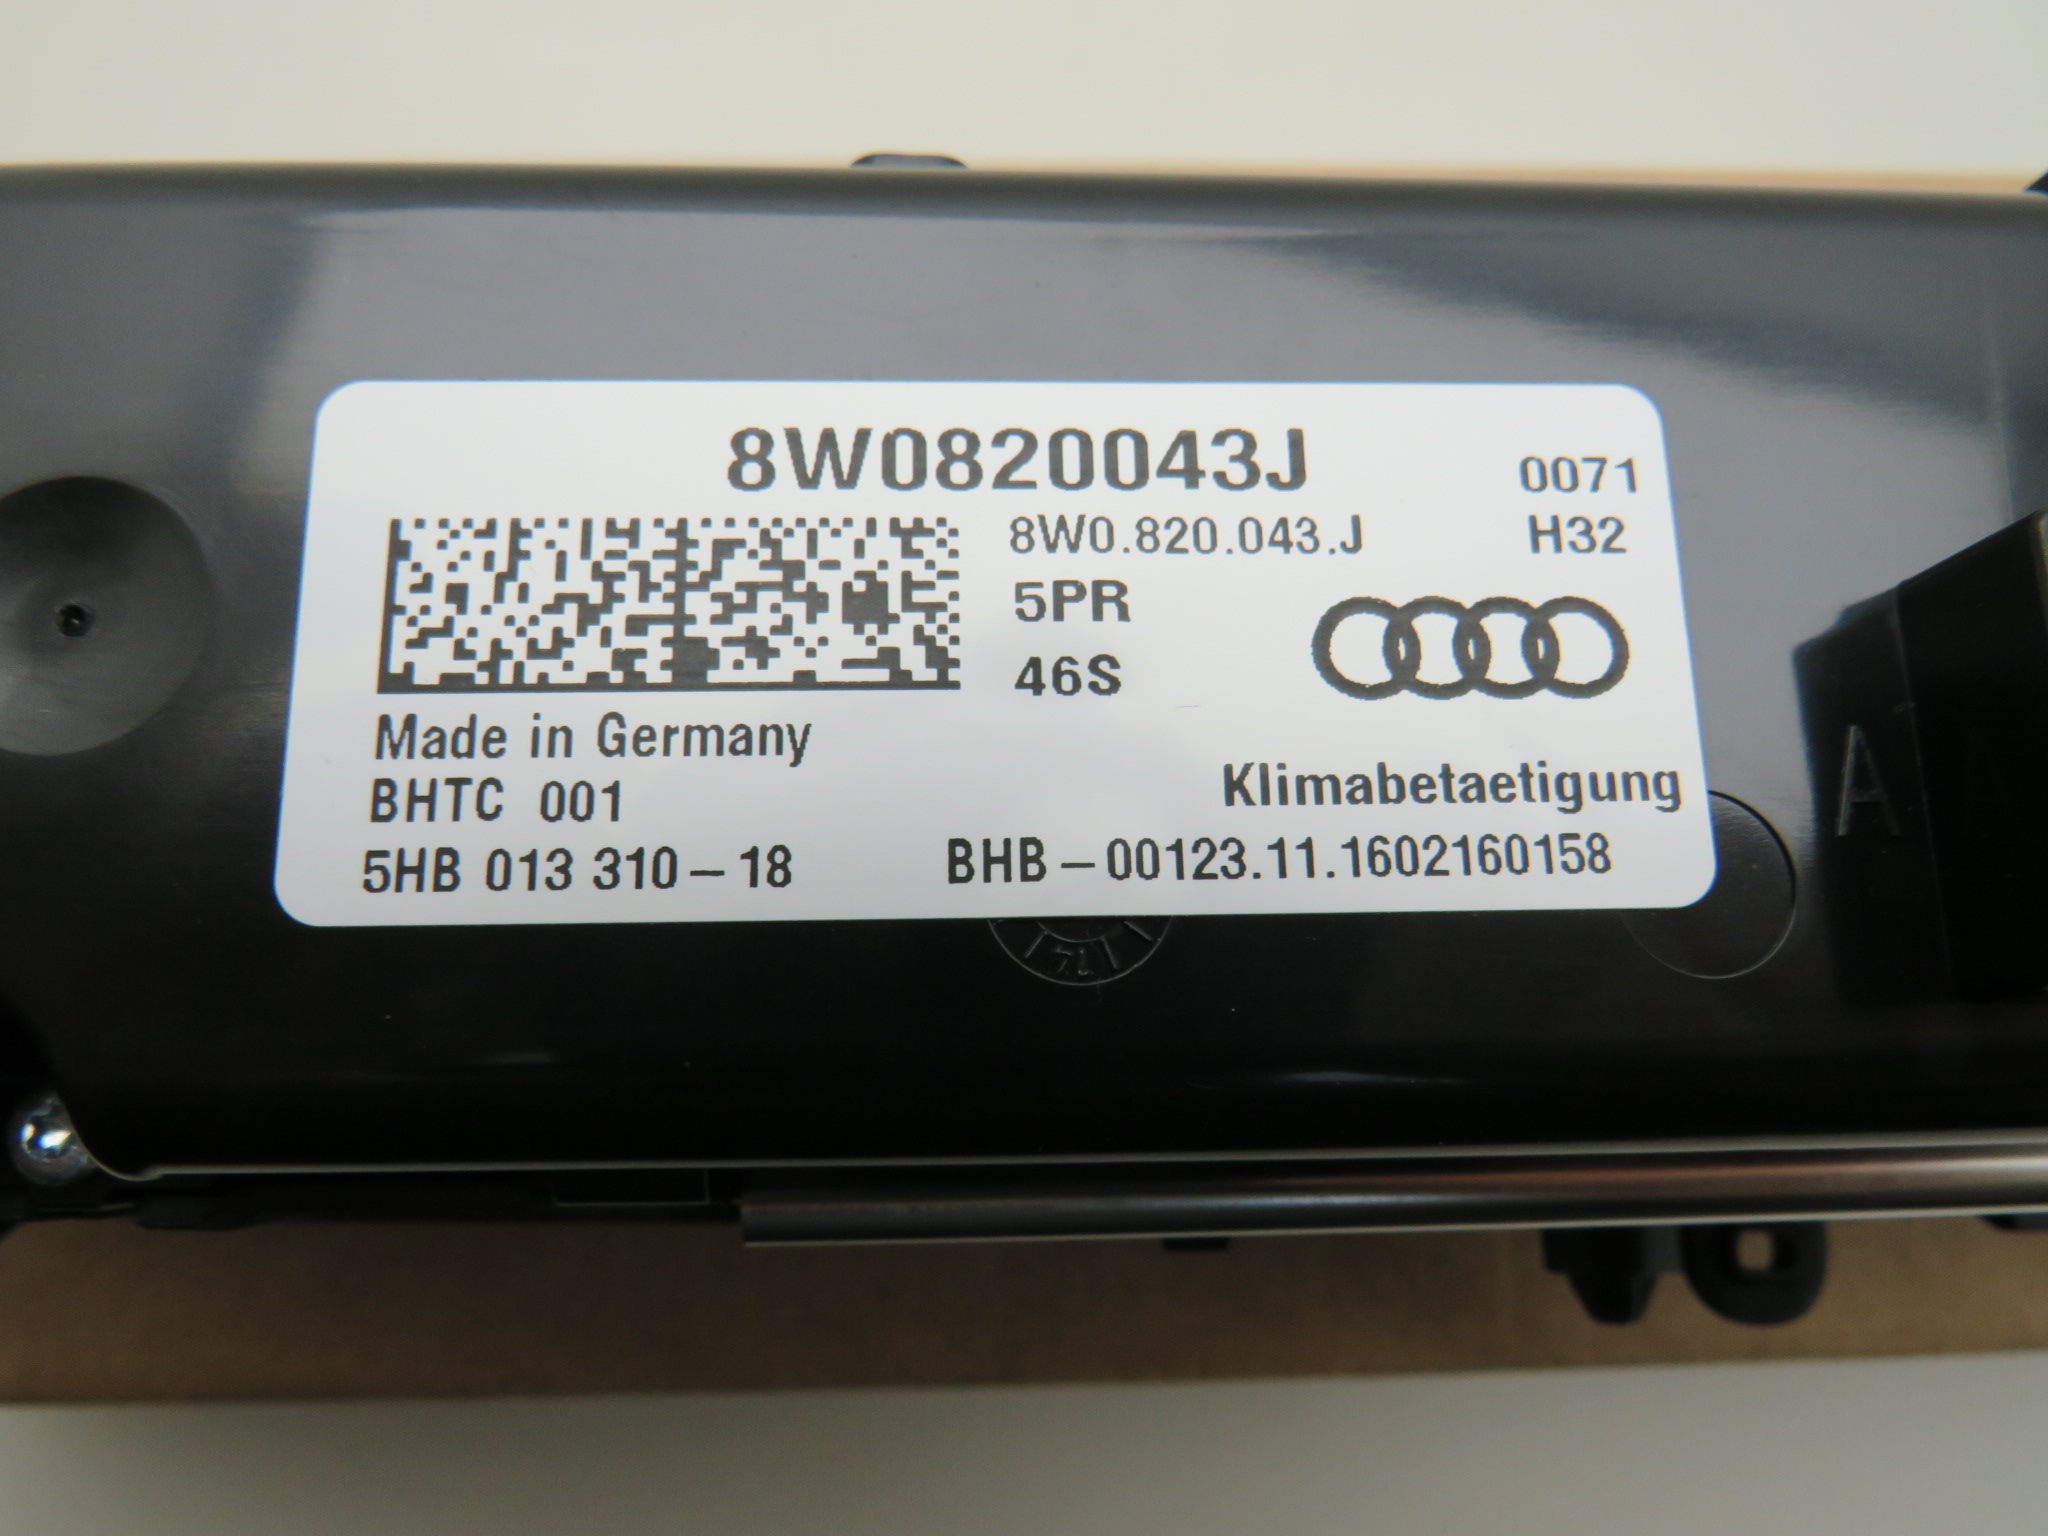 8W0820043J
0071
8W0.820.043.J
H32
5PR
46S
Made in Germany
BHTC 001
Klimabetaetigung
5HB 013 310-18
BHB-00123.11.1602160158
A